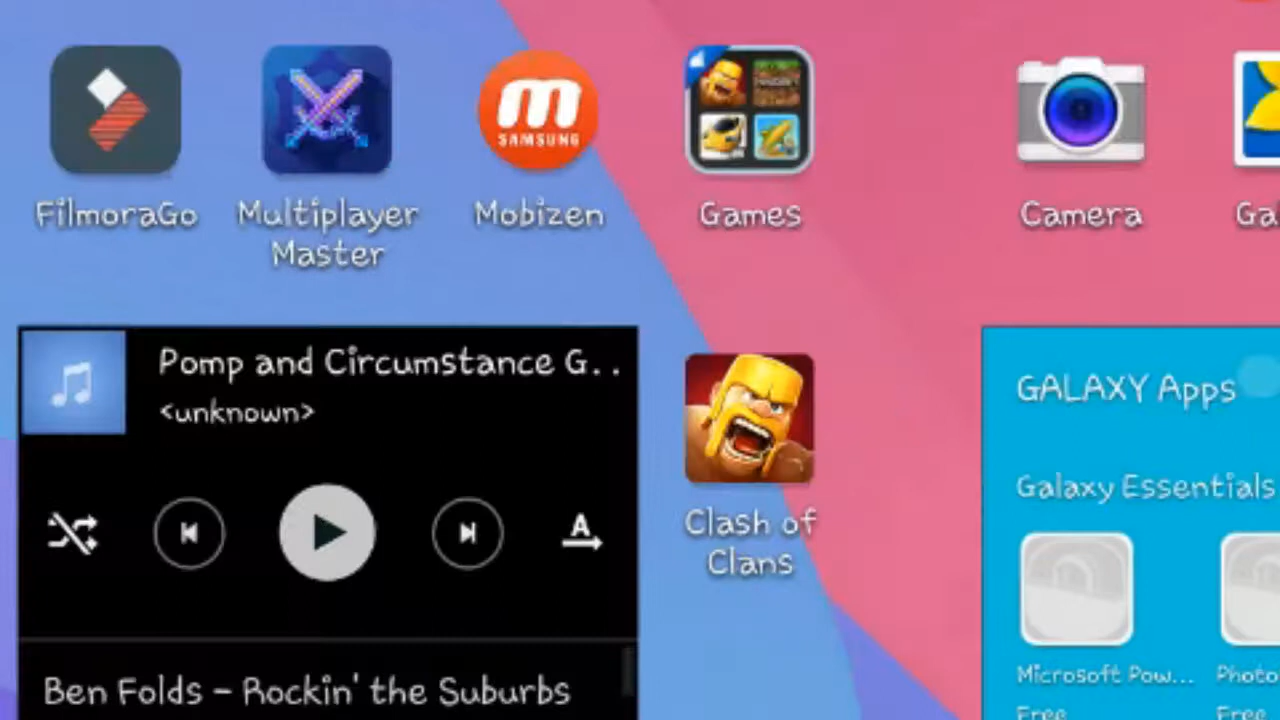 m
SAMSUNG
FilmoraGo
Multiplayer
Master
Mobizen
Games
Camera
Ga
Pomp and Circumstance G. .
<unknown>
A
Ben Folds - Rockin' the Suburbs
Clash of
Clans
GALAXY Apps
Galaxy Essentials
Microsoft Pow...
Photo
Free
Free